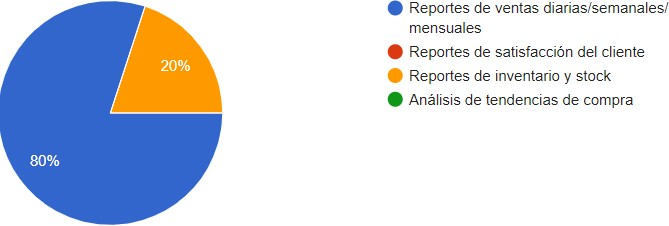 20%
80%
Reportes de ventas diarias/semanales/
mensuales
Reportes de satisfacción del cliente
Reportes de inventario y stock
Análisis de tendencias de compra